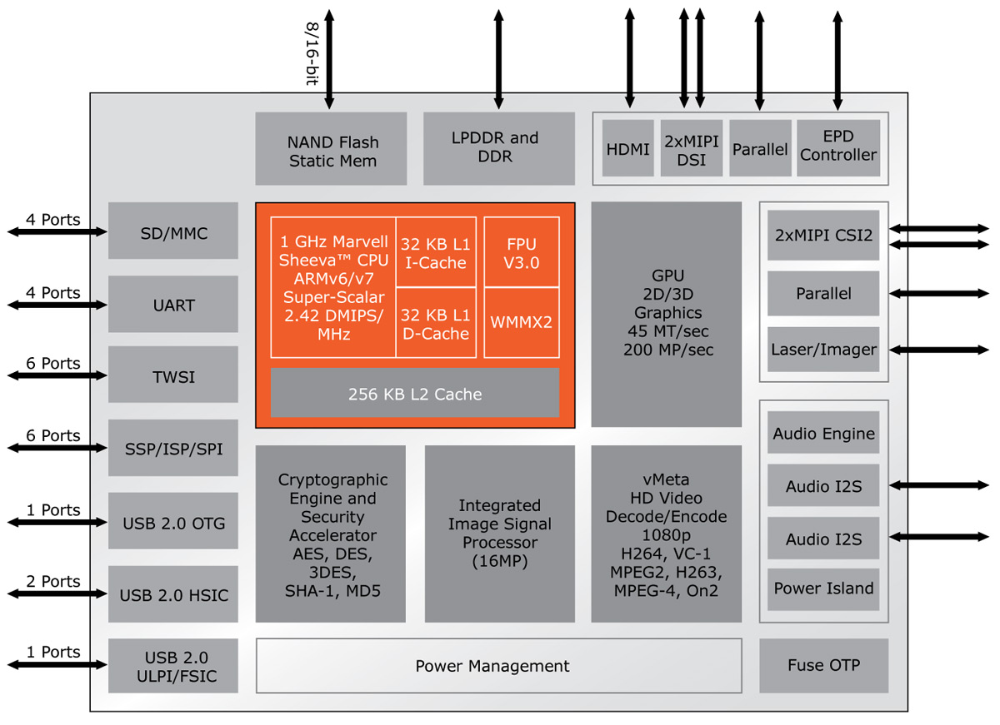 8/16-bit
NAND Flash
Static Mem
LPDDR and
DDR
HDMI
2xMIPI
DSI
Parallel
EPD
Controller
4 Ports
SD/MMC
4 Ports
UART
6 Ports
TWSI
6 Ports
SSP/ISP/SPI
1 Ports
USB 2.0 OTG
2 Ports
USB 2.0 HSIC
1 Ports
USB 2.0
ULPI/FSIC
1 GHz Marvell
Sheeva™ CPU
ARMv6/v7
Super-Scalar
2.42 DMIPS/
MHz
32 KB L1
I-Cache
32 KB L1
D-Cache
FPU
V3.0
WMMX2
256 KB L2 Cache
GPU
2D/3D
Graphics
45 MT/sec
200 MP/sec
2xMIPI CSI2
Parallel
Laser/Imager
Cryptographic
Engine and
Security
Accelerator
AES, DES,
3DES,
SHA-1, MD5
Integrated
Image Signal
Processor
(16MP)
vMeta
HD Video
Decode/Encode
1080p
H264, VC-1
MPEG2, H263,
MPEG-4, On2
Audio Engine
Audio I2S
Audio I2S
Power Island
Power Management
Fuse OTP